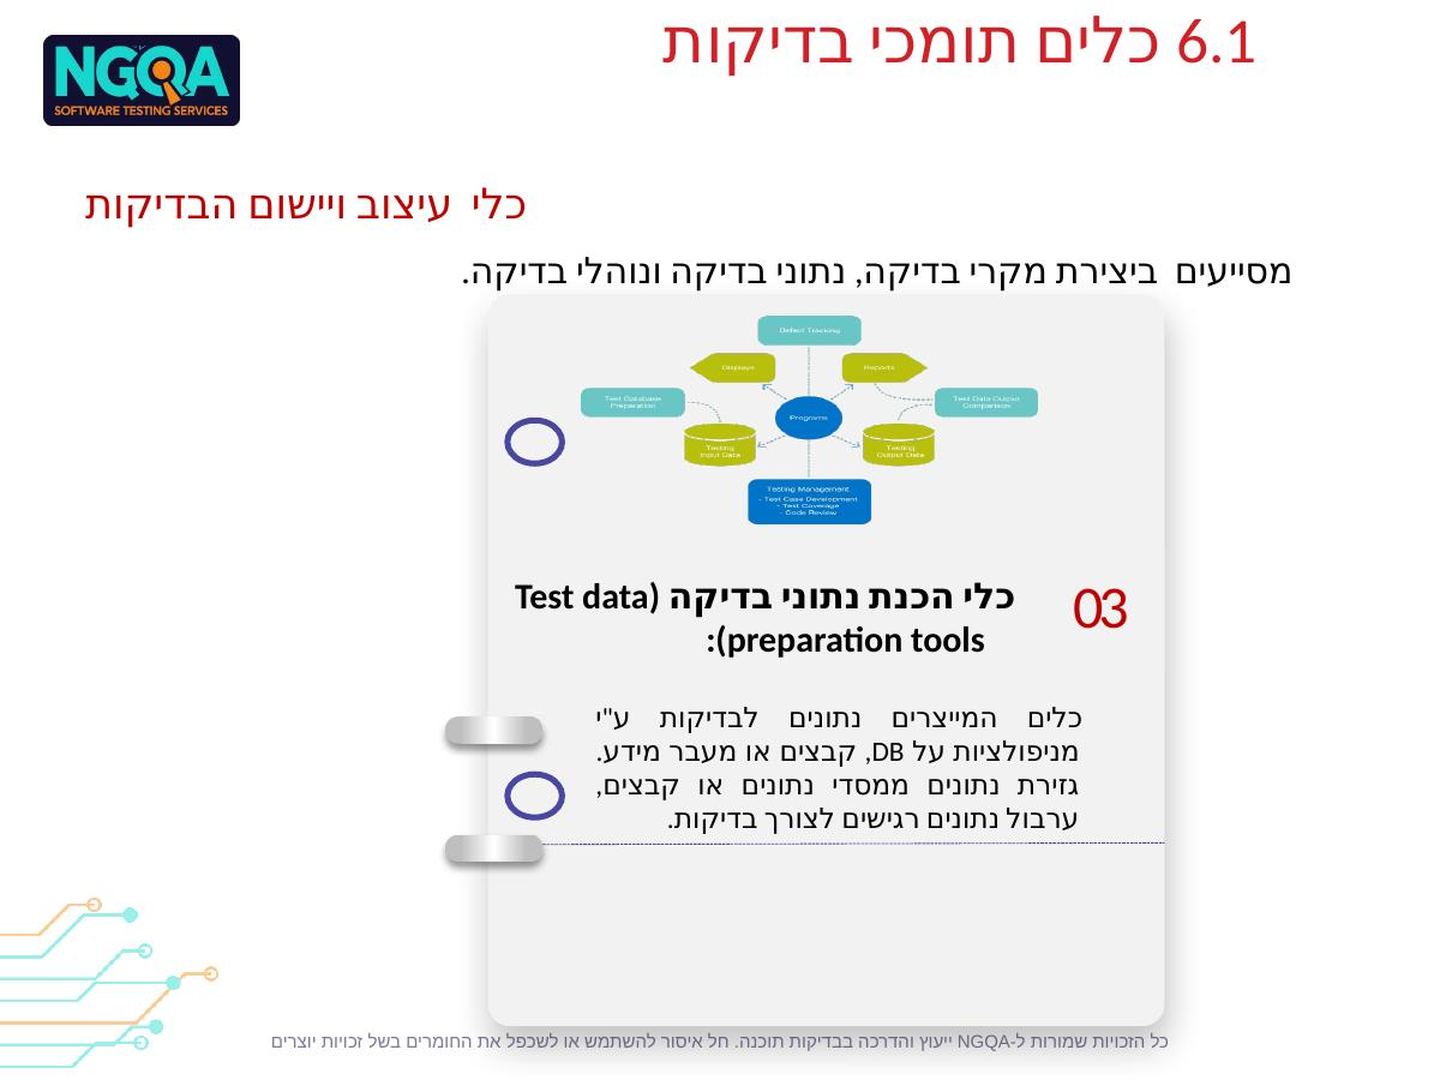 6.1 כלים תומכי בדיקות
NGQA
SOFTWARE TESTING SERVICES
כלי עיצוב ויישום הבדיקות
מסייעים ביצירת מקרי בדיקה, נתוני בדיקה ונוהלי בדיקה.
Defect Tracking
Displays
Reports
Test Database
Preparation
Programs
Test Data Output
Comparison
Testing
Input Data
Testing
Output Data
Testing Management
- Test Case Development
- Test Coverage
- Code Review
03
כלי הכנת נתוני בדיקה (Test data
preparation tools):
כלים המייצרים נתונים לבדיקות ע"י
מניפולציות על DB, קבצים או מעבר מידע.
גזירת נתונים ממסדי נתונים או קבצים,
ערבול נתונים רגישים לצורך בדיקות.
כל הזכויות שמורות ל-NGQA ייעוץ והדרכה בבדיקות תוכנה. חל איסור להשתמש או לשכפל את החומרים בשל זכויות יוצרים